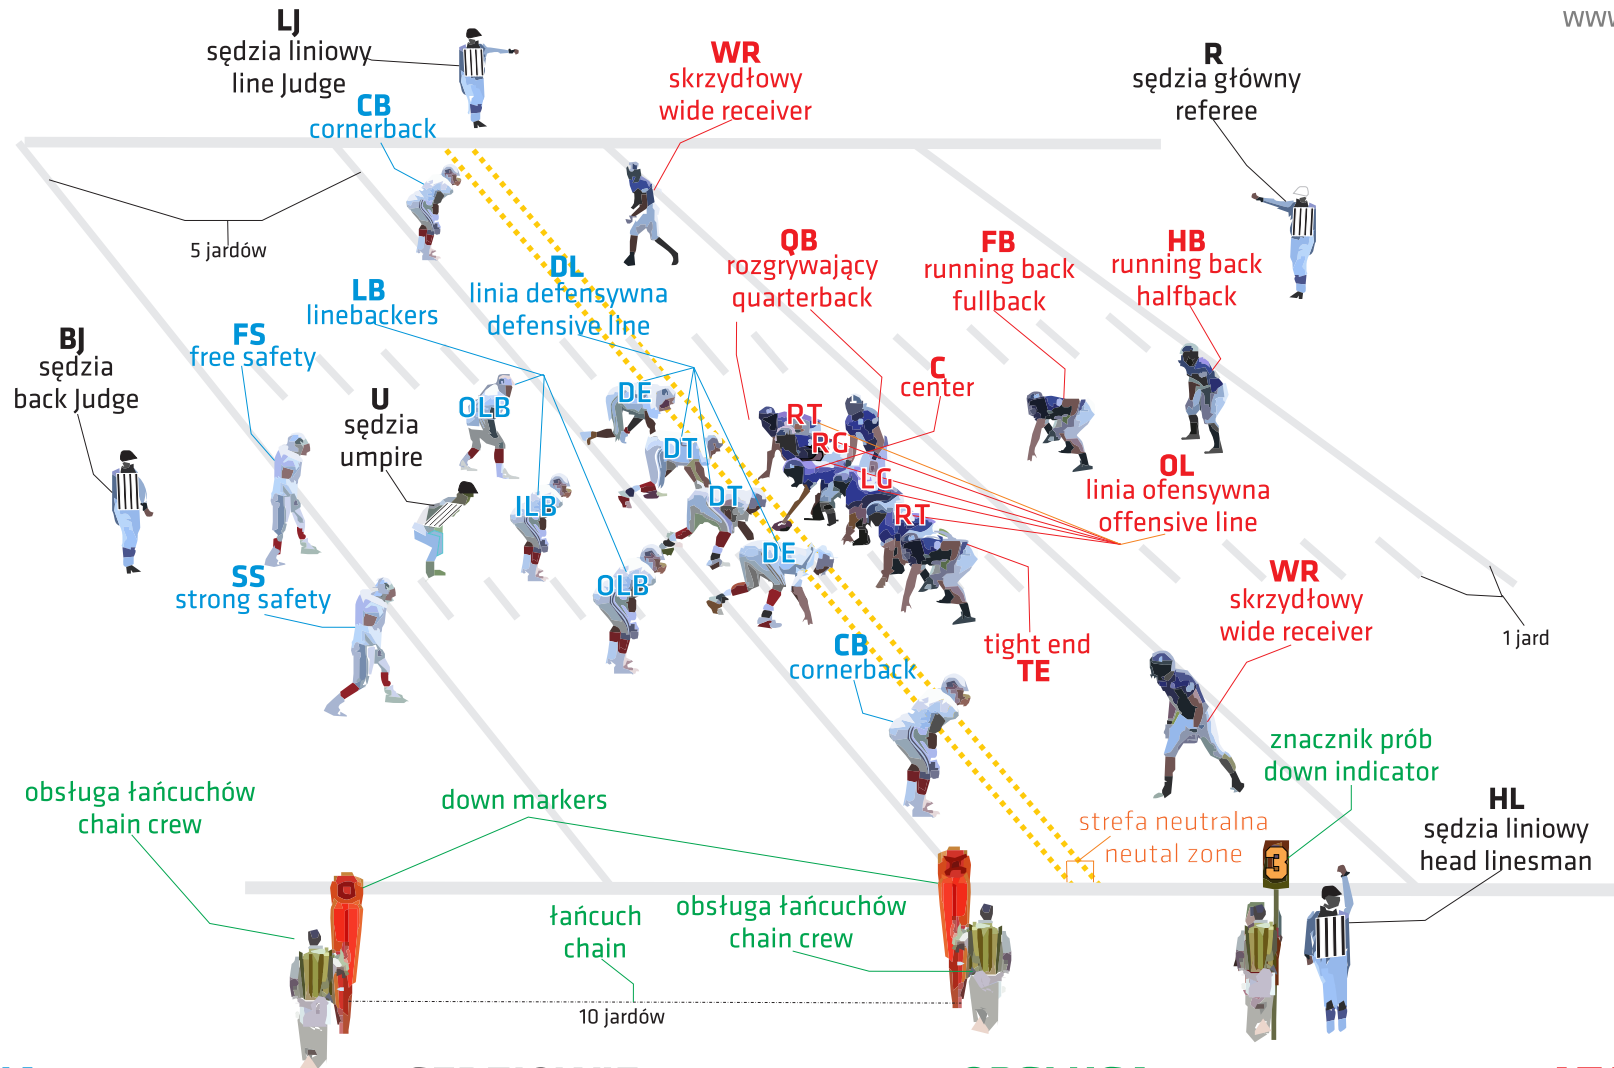 www
LJ
sędzia liniowy
line Judge
CB
cornerback
WR
skrzydłowy
wide receiver
R
sędzia główny
referee
5 jardów
DL
linia defensywna
defensive line
QB
rozgrywający
quarterback
FB
running back
fullback
HB
running back
halfback
LB
linebackers
FS
free safety
BJ
sędzia
back Judge
U
sędzia
umpire
C
center
OLB
DE
RT
RG
DT
LG
DT
ILB
RT
DE
OLB
OL
linia ofensywna
offensive line
SS
strong safety
WR
skrzydłowy
wide receiver
1 jard
CB
cornerback
tight end
TE
znacznik prób
down indicator
obsługa łańcuchów
chain crew
down markers
strefa neutralna
neutal zone
HL
sędzia liniowy
head linesman
3
łańcuch
chain
obsługa łańcuchów
chain crew
10 jardów